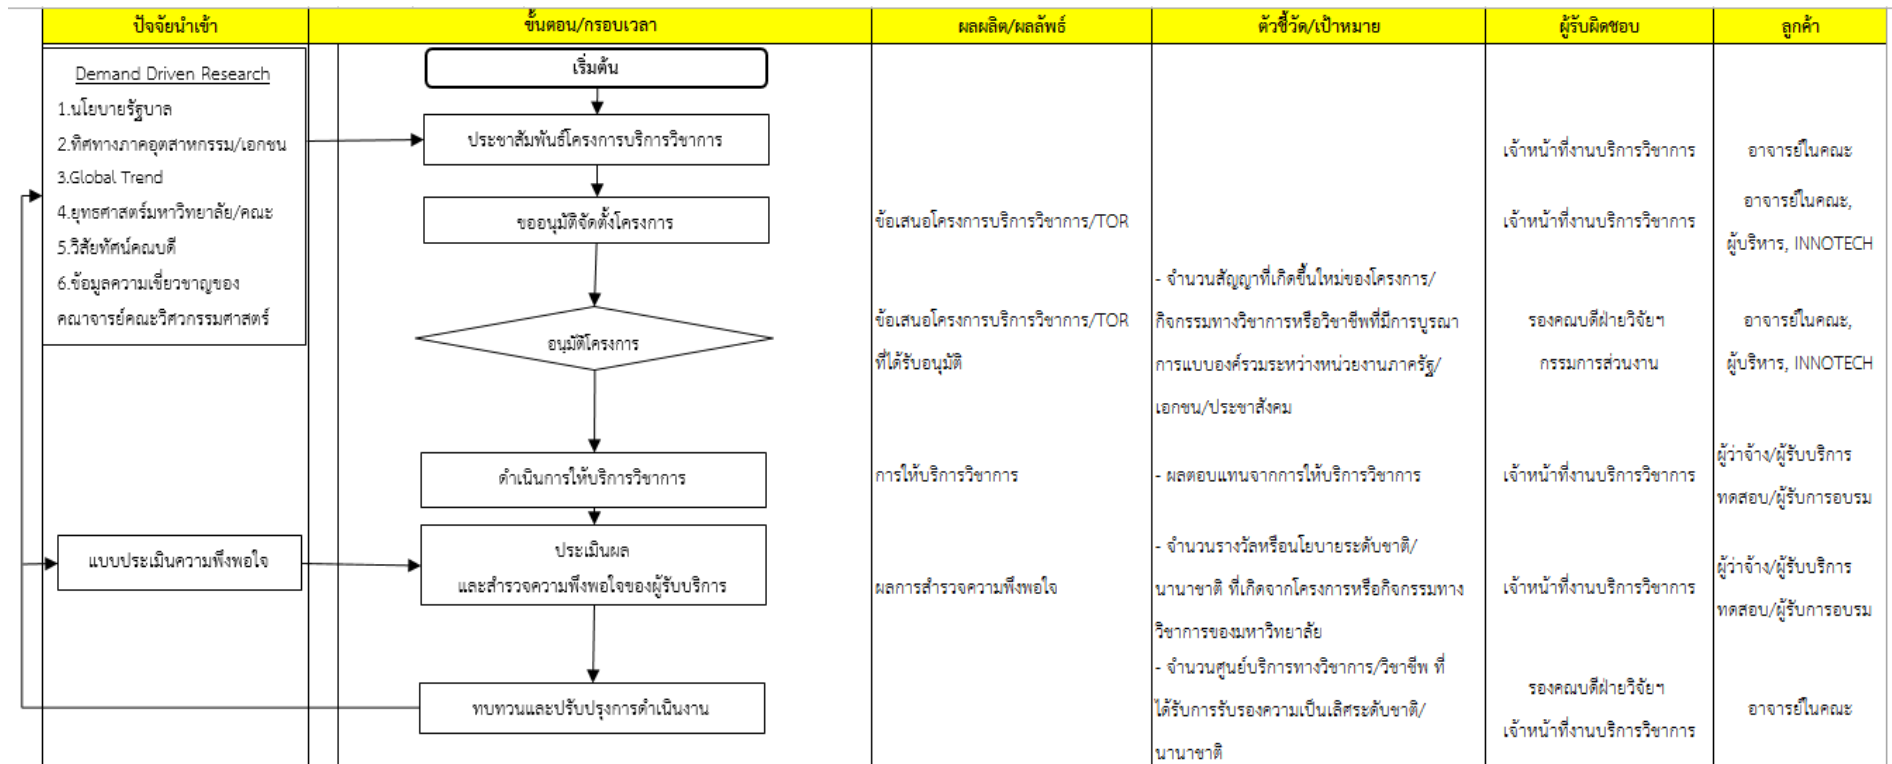 ปัจจัยนำเข้า
ขั้นตอน/กรอบเวลา
ผลผลิต/ผลลัพธ์
ตัวชี้วัด/เป้าหมาย
ผู้รับผิดชอบ
ลูกค้า
Demand Driven Research
1.นโยบายรัฐบาล
2.ทิศทางภาคอุตสาหกรรม/เอกชน
3.Global Trend
4.ยุทธศาสตร์มหาวิทยาลัย/คณะ
5.วิสัยทัศน์คณบดี
6.ข้อมูลความเชี่ยวชาญของ
คณาจารย์คณะวิศวกรรมศาสตร์
เริ่มต้น
ประชาสัมพันธ์โครงการบริการวิชาการ
เจ้าหน้าที่งานบริการวิชาการ
อาจารย์ในคณะ
ขออนุมัติจัดตั้งโครงการ
ข้อเสนอโครงการบริการวิชาการ/TOR
เจ้าหน้าที่งานบริการวิชาการ
อาจารย์ในคณะ,
ผู้บริหาร, INNOTECH
อนุมัติโครงการ
ข้อเสนอโครงการบริการวิชาการ/TOR
ที่ได้รับอนุมัติ
- จำนวนสัญญาที่เกิดขึ้นใหม่ของโครงการ/
กิจกรรมทางวิชาการหรือวิชาชีพที่มีการบูรณา
การแบบองค์รวมระหว่างหน่วยงานภาครัฐ/
เอกชน/ประชาสังคม
รองคณบดีฝ่ายวิจัยฯ
กรรมการส่วนงาน
อาจารย์ในคณะ,
ผู้บริหาร, INNOTECH
ดำเนินการให้บริการวิชาการ
การให้บริการวิชาการ
- ผลตอบแทนจากการให้บริการวิชาการ
เจ้าหน้าที่งานบริการวิชาการ
ผู้ว่าจ้าง/ผู้รับบริการ
ทดสอบ/ผู้รับการอบรม
แบบประเมินความพึงพอใจ
ประเมินผล
และสำรวจความพึงพอใจของผู้รับบริการ
ผลการสำรวจความพึงพอใจ
- จำนวนรางวัลหรือนโยบายระดับชาติ/
นานาชาติ ที่เกิดจากโครงการหรือกิจกรรมทาง
วิชาการของมหาวิทยาลัย
เจ้าหน้าที่งานบริการวิชาการ
ผู้ว่าจ้าง/ผู้รับบริการ
ทดสอบ/ผู้รับการอบรม
ทบทวนและปรับปรุงการดำเนินงาน
- จำนวนศูนย์บริการทางวิชาการ/วิชาชีพ ที่
ได้รับการรับรองความเป็นเลิศระดับชาติ/
นานาชาติ
รองคณบดีฝ่ายวิจัยฯ
เจ้าหน้าที่งานบริการวิชาการ
อาจารย์ในคณะ